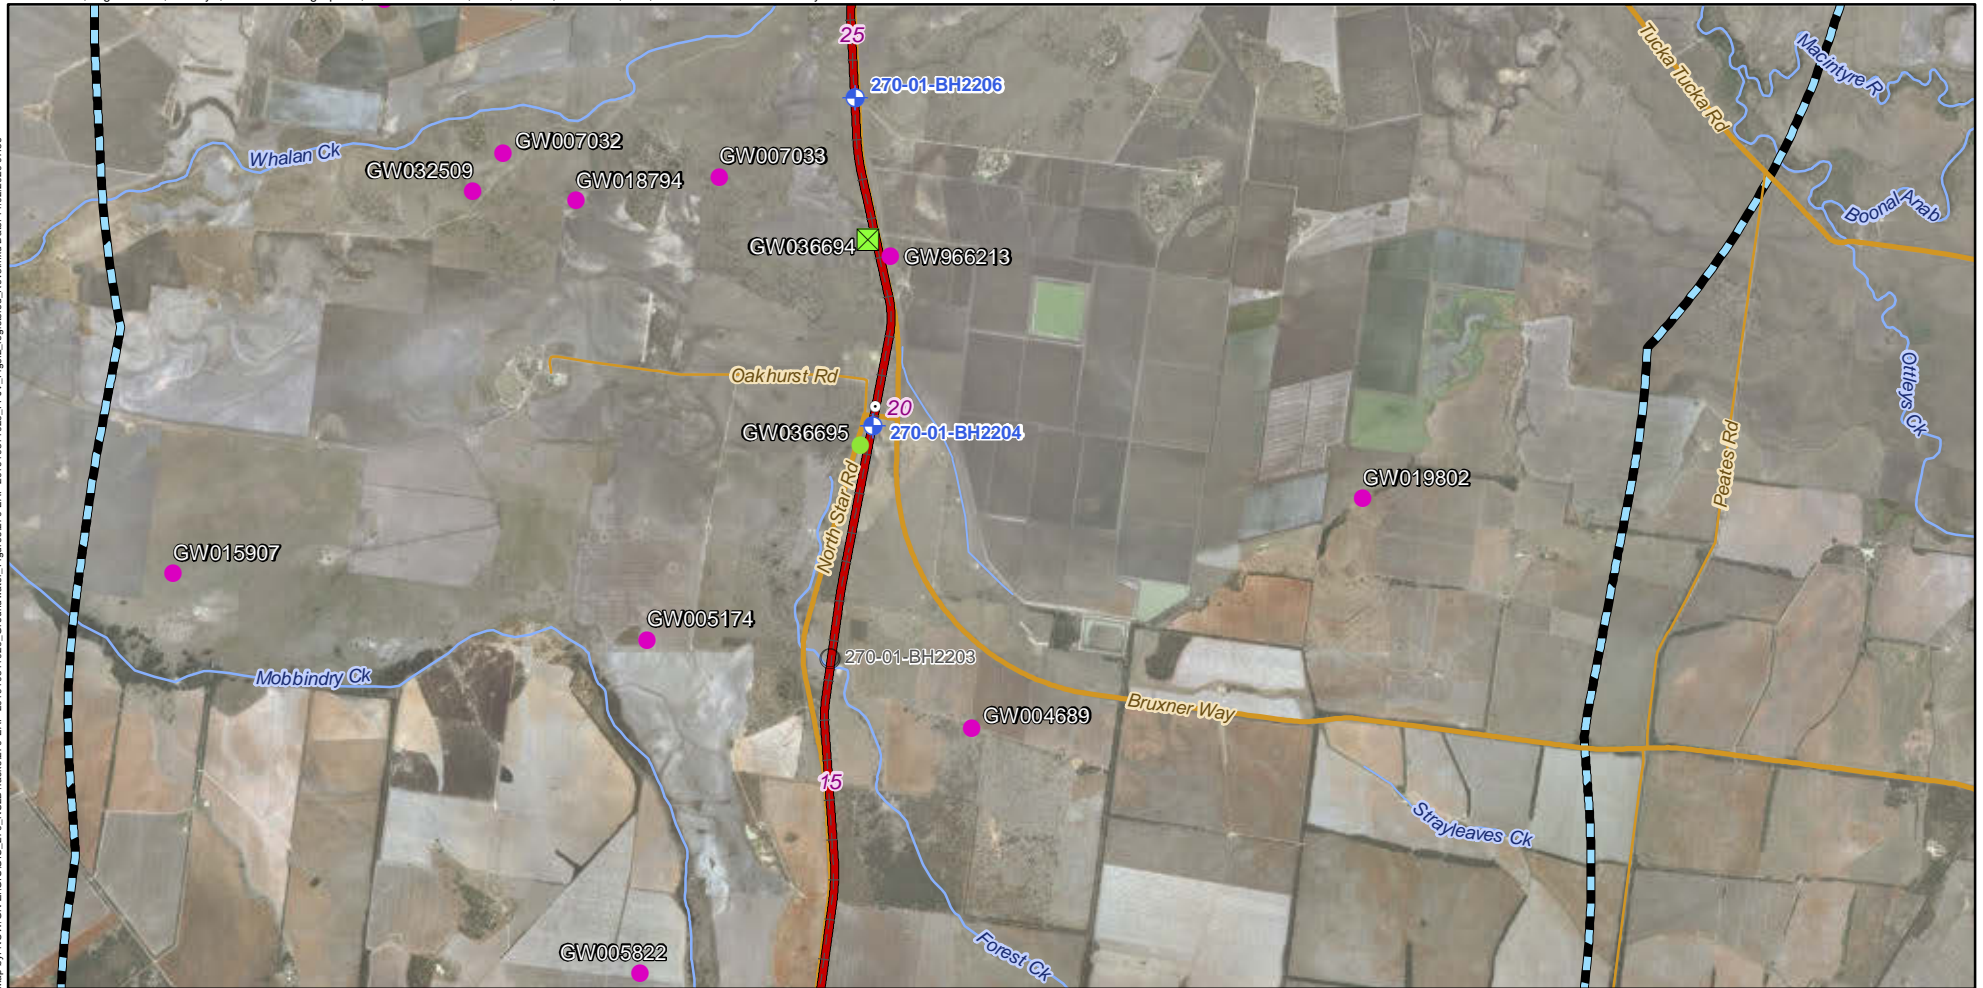 25
270-01-BH2206
Tucka Tucka Rd
Macintyre R
GW007032
Whalan Ck
GW007033
GW032509
GW018794
Boonal Anab
GW036694
GW966213
Oakhurst Rd
Ottleys Ck
20
GW036695
270-01-BH2204
Peates Rd
GW019802
North Star Rd
GW015907
GW005174
270-01-BH2203
Mobbindry Ck
Bruxner Way
GW004689
15
Strayleaves Ck
GW005822
Forest Ck